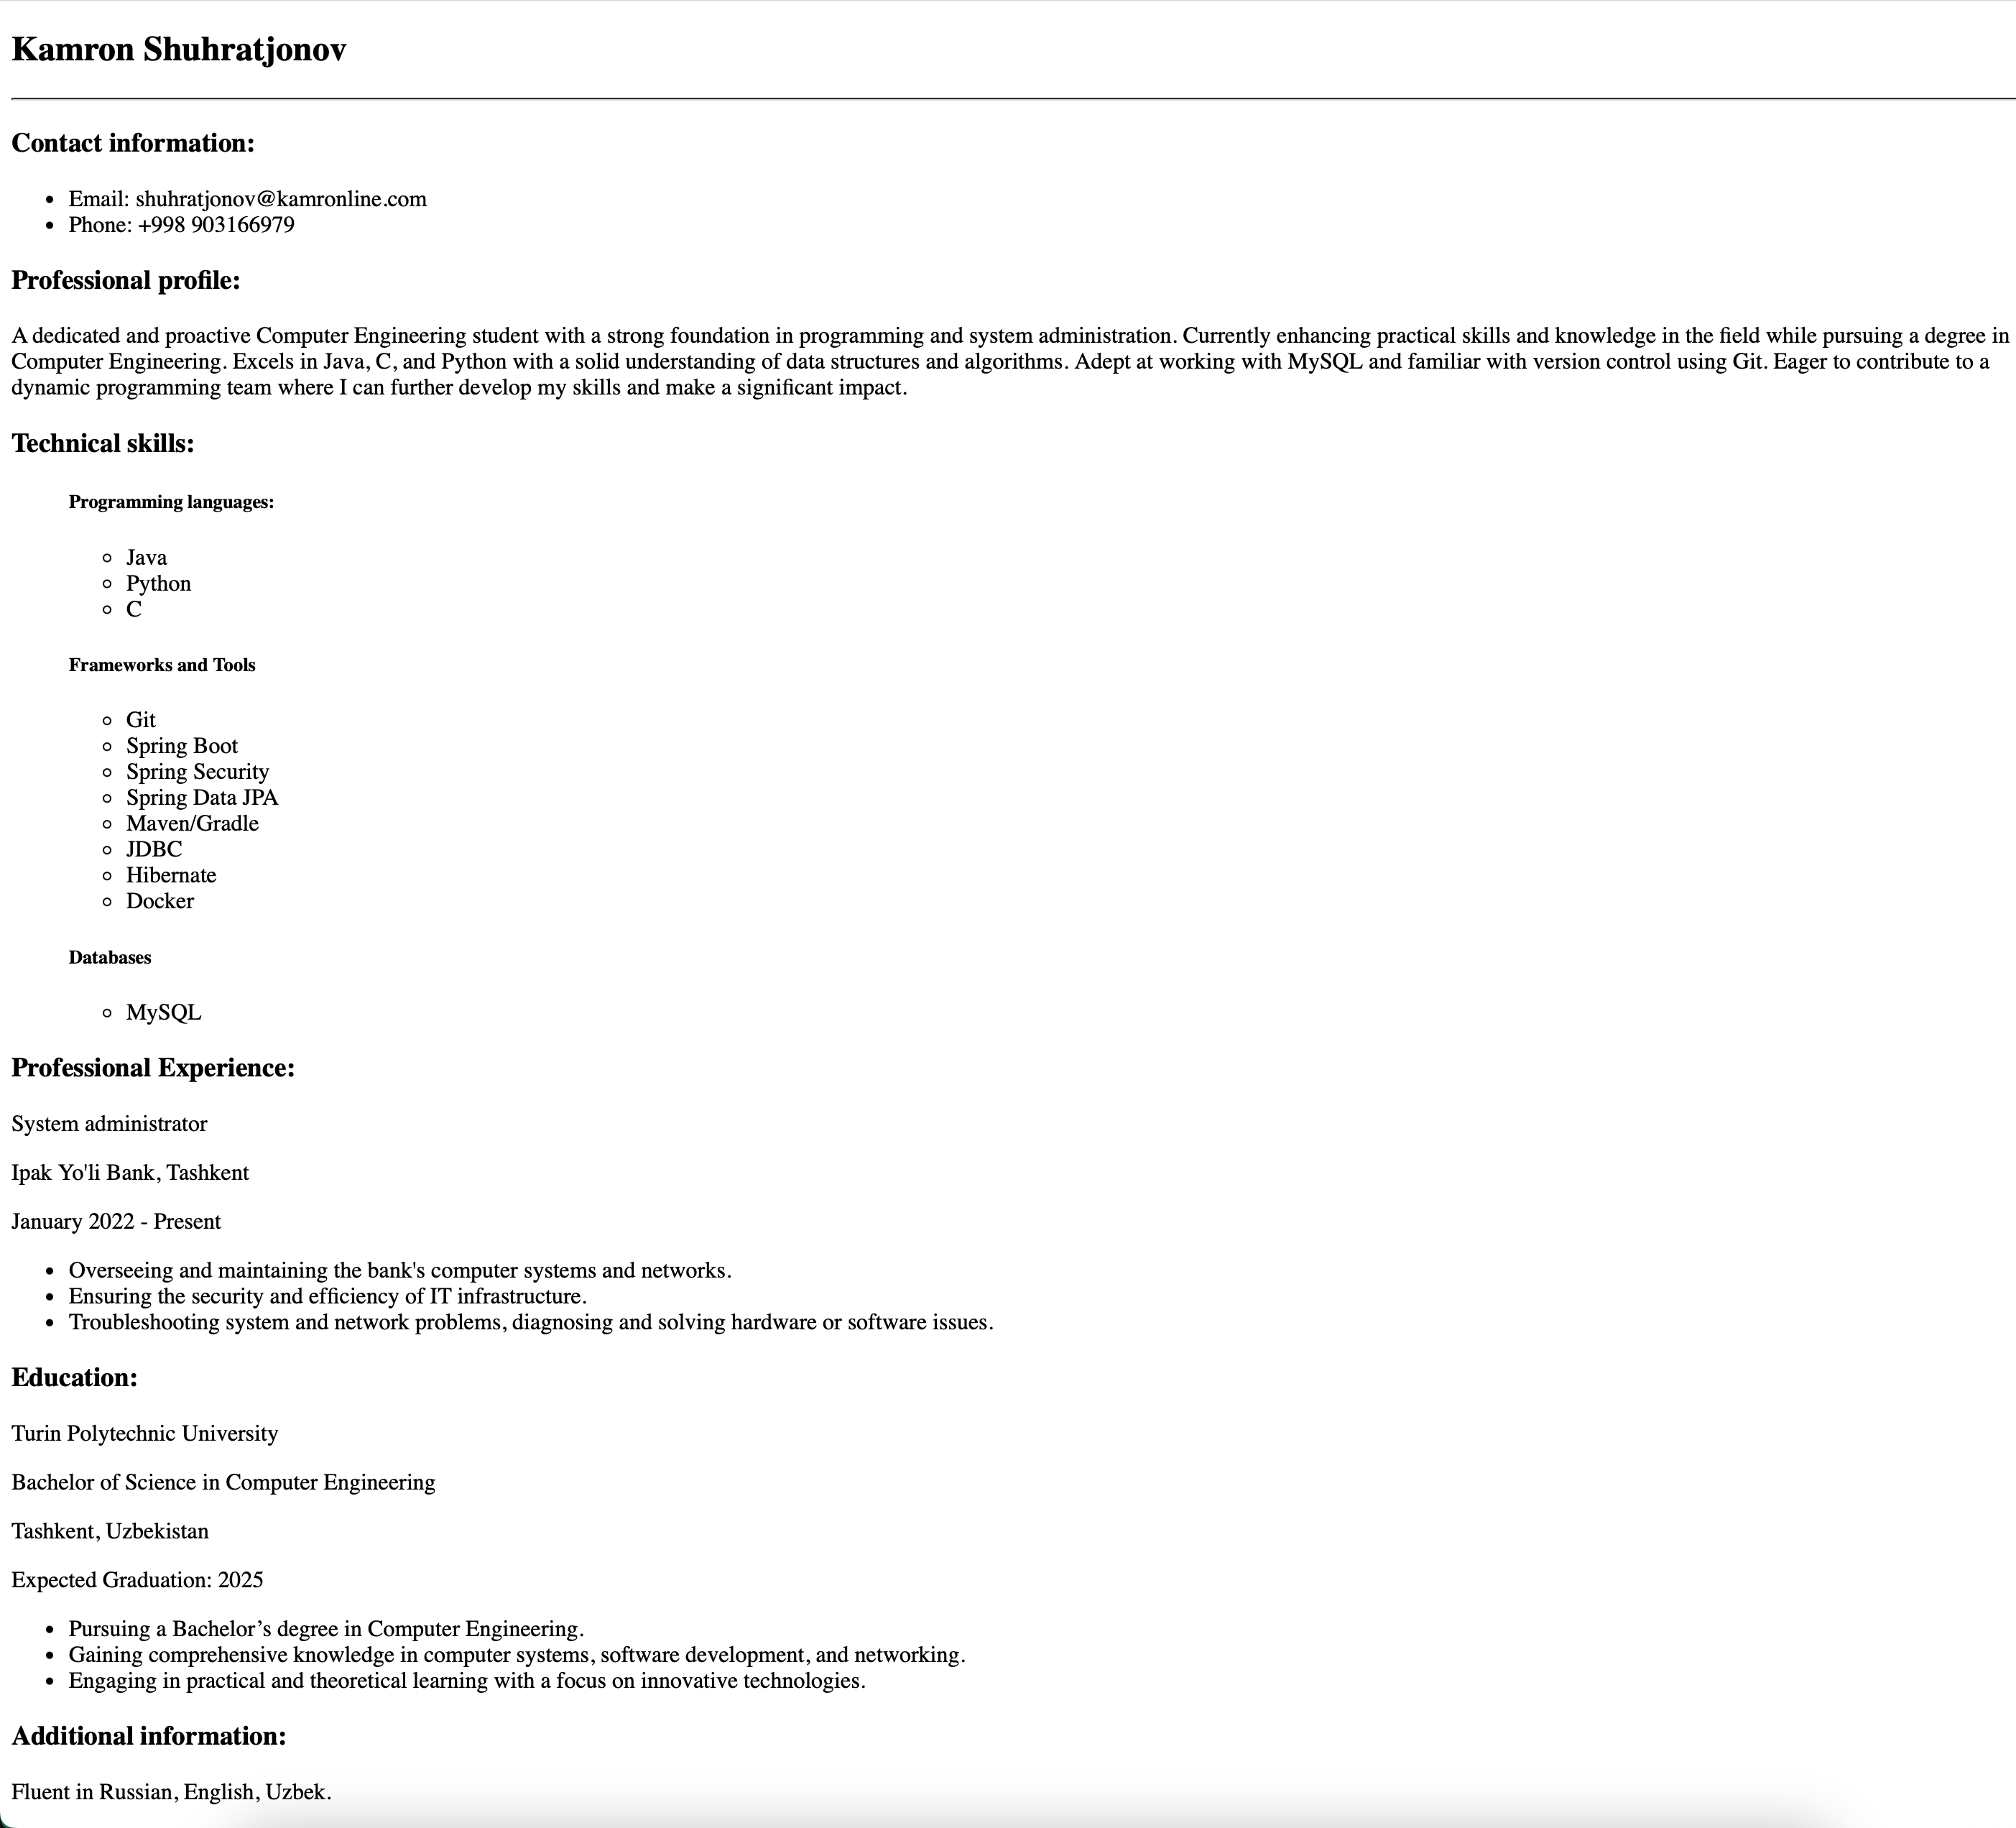 Kamron Shuhratjonov
Contact information:
Email: shuhratjonov@kamronline.com
Phone: +998 903166979
Professional profile:
A dedicated and proactive Computer Engineering student with a strong foundation in programming and system administration. Currently enhancing practical skills and knowledge in the field while pursuing a degree in
Computer Engineering. Excels in Java, C, and Python with a solid understanding of data structures and algorithms. Adept at working with MySQL and familiar with version control using Git. Eager to contribute to a
dynamic programming team where I can further develop my skills and make a significant impact.
Technical skills:
Programming languages:
Java
Python
C
Frameworks and Tools
Git
Spring Boot
Spring Security
Spring Data JPA
Maven/Gradle
JDBC
Hibernate
Docker
Databases
MySQL
Professional Experience:
System administrator
Ipak Yo'li Bank, Tashkent
January 2022 - Present
Overseeing and maintaining the bank's computer systems and networks.
Ensuring the security and efficiency of IT infrastructure.
Troubleshooting system and network problems, diagnosing and solving hardware or software issues.
Education:
Turin Polytechnic University
Bachelor of Science in Computer Engineering
Tashkent, Uzbekistan
Expected Graduation: 2025
Pursuing a Bachelor’s degree in Computer Engineering.
Gaining comprehensive knowledge in computer systems, software development, and networking.
Engaging in practical and theoretical learning with a focus on innovative technologies.
Additional information:
Fluent in Russian, English, Uzbek.